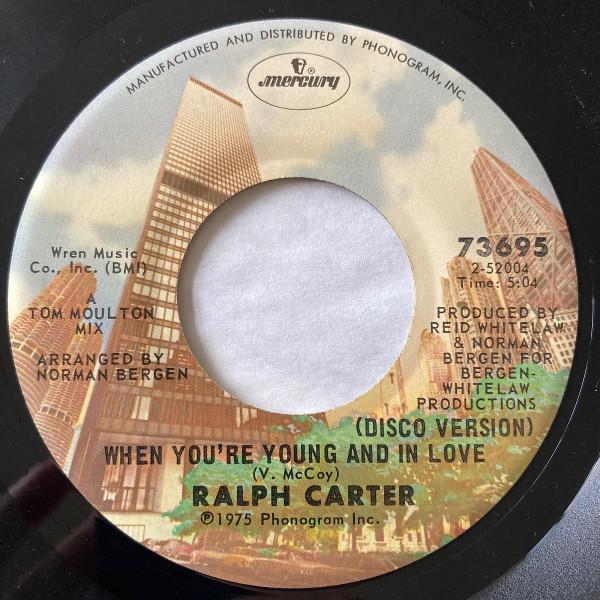 MANUFACTURED AND DISTRIBUTED BY PHONOGRAM, INC.
mercury®
Wren Music
Co., Inc. (BMI)
A
TOM MOULTON
MIX
ARRANGED BY
NORMAN BERGEN
73695
2-52004
Time: 5:04
PRODUCED BY
REID WHITELAW
& NORMAN
BERGEN FOR
BERGEN-
WHITELAW
PRODUCTIONS
(DISCO VERSION)
WHEN YOU'RE YOUNG AND IN LOVE
(V. McCoy)
RALPH CARTER
℗1975 Phonogram Inc.